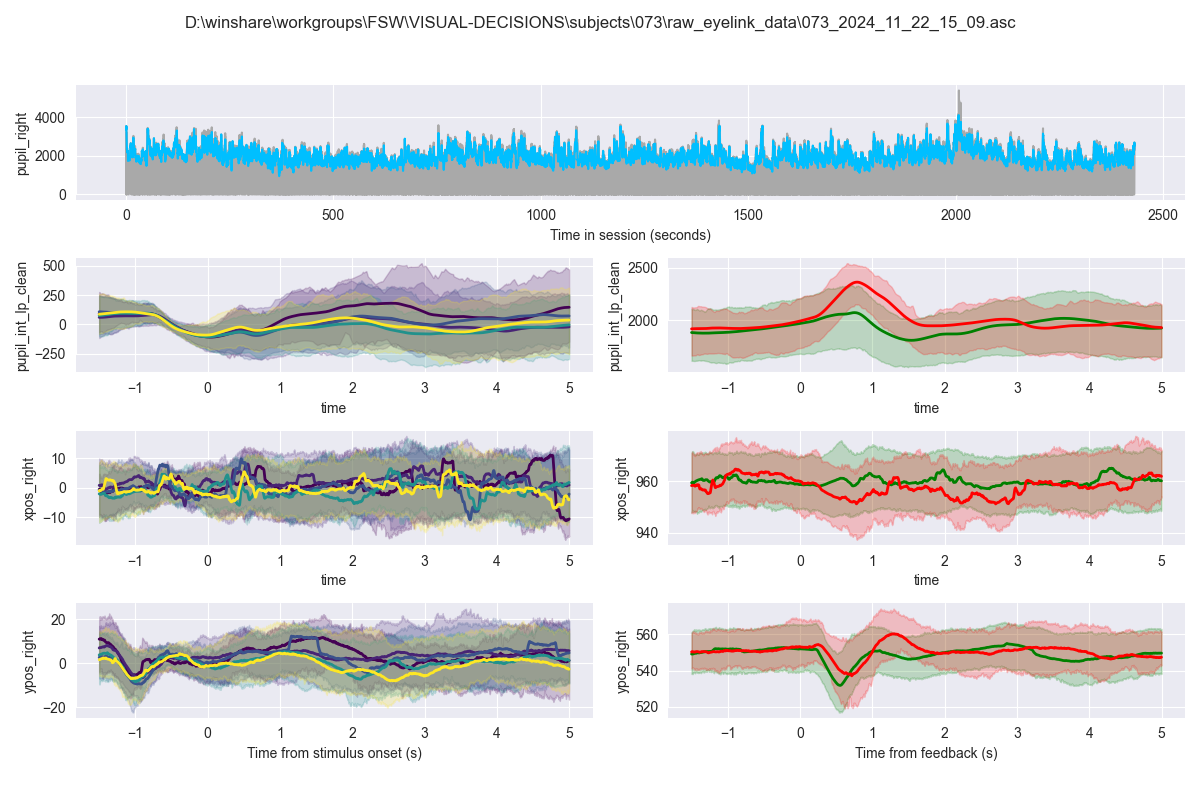 D:\winshare\workgroups\FSW\VISUAL-DECISIONS\subjects\073\raw_eyelink_data\073_2024_11_22_15_09.asc
pupil_right
4000
2000
0
0 500 1000 1500 2000 2500
Time in session (seconds)
pupil_int_lp_clean
500
250
0
−250
−1 0 1 2 3 4 5
time
pupil_int_lp_clean
2500
2000
−1 0 1 2 3 4 5
time
xpos_right
10
0
−10
−1 0 1 2 3 4 5
time
xpos_right
960
940
−1 0 1 2 3 4 5
time
ypos_right
20
0
−20
−1 0 1 2 3 4 5
Time from stimulus onset (s)
ypos_right
560
540
520
−1 0 1 2 3 4 5
Time from feedback (s)